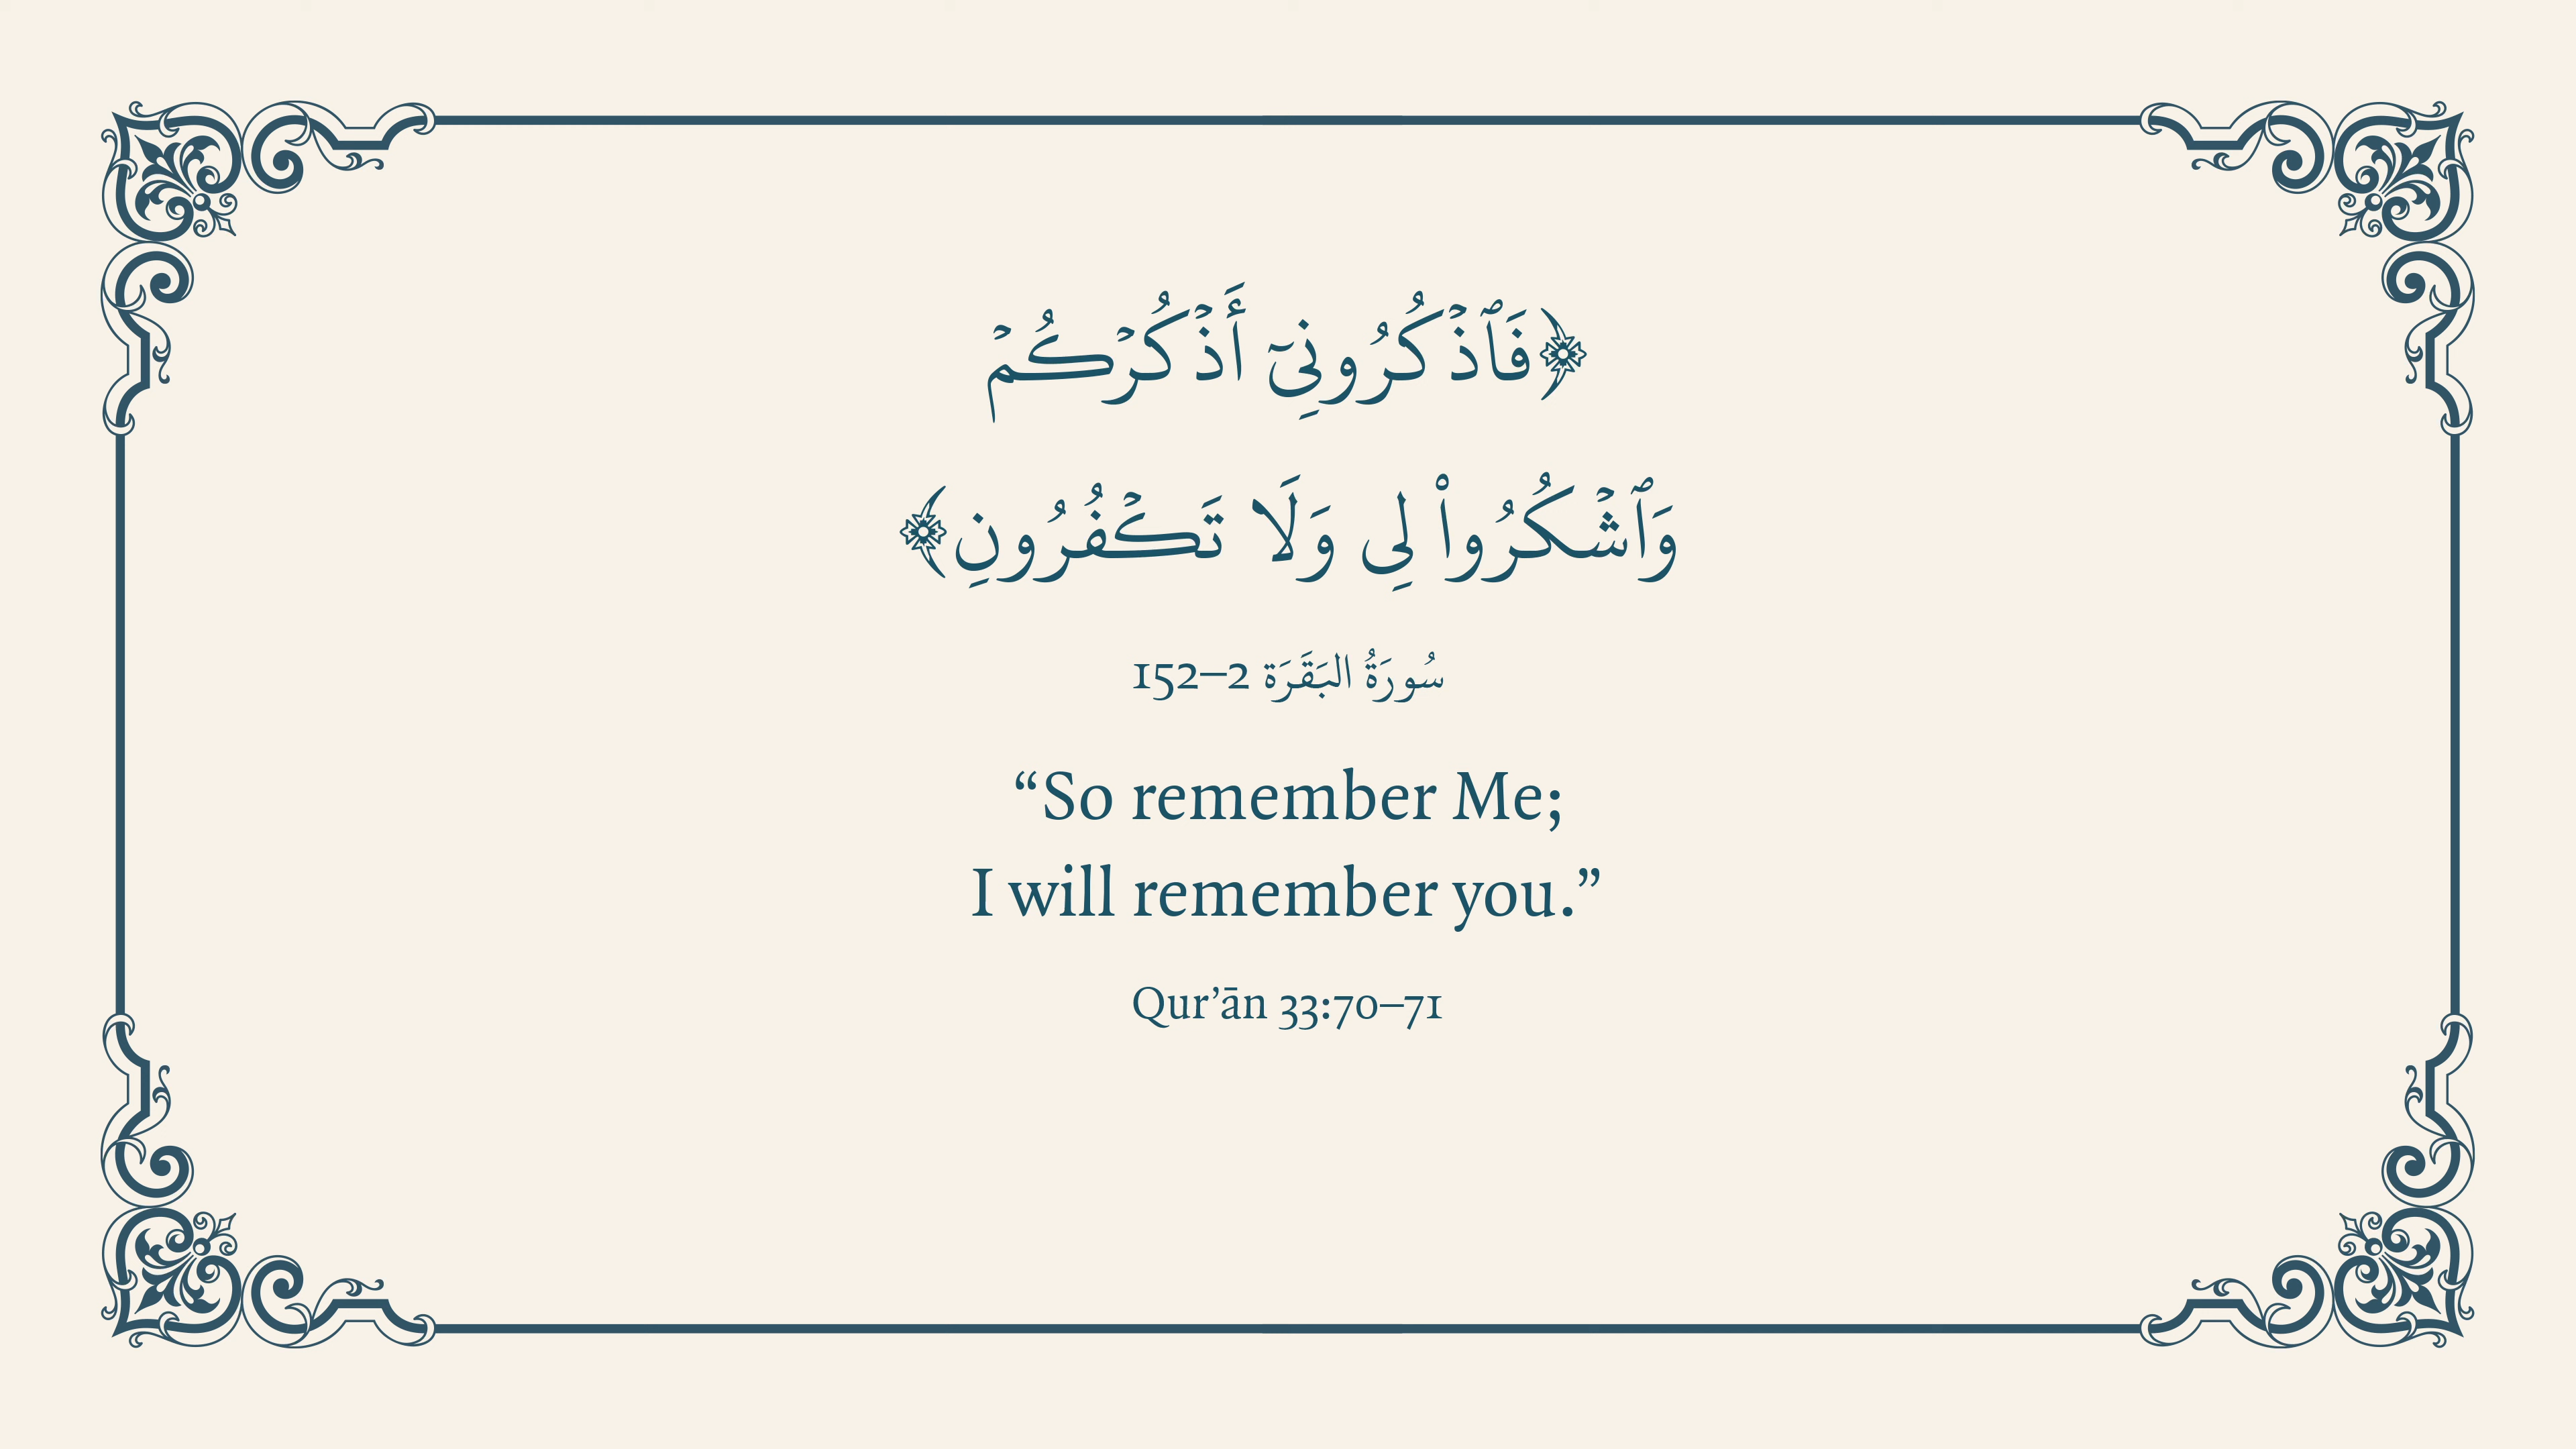 ﴿فَٱذۡكُرُونِيٓ أَذۡكُرۡكُمۡ
وَٱشۡكُرُواْ لِي وَلَا تَكۡفُرُونِ﴾
سُورَةُ البَقَرَة 2–152
“So remember Me;
I will remember you.”
Qur’ān 33:70–71